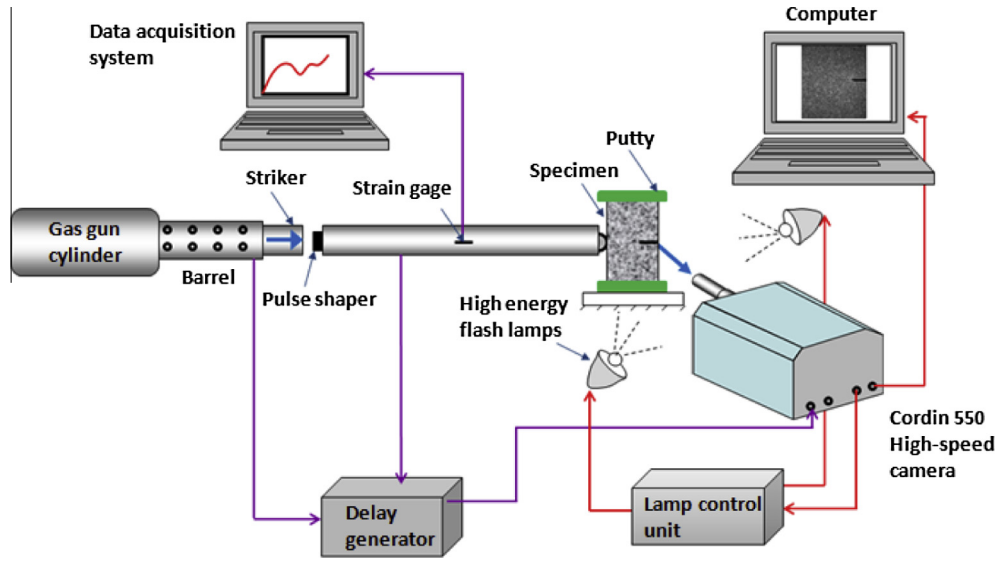 Computer
Data acquisition
system
Putty
Specimen
Striker
Strain gage
Gas gun
cylinder
Barrel
Pulse shaper
High energy
flash lamps
Cordin 550
High-speed
camera
Delay
generator
Lamp control
unit